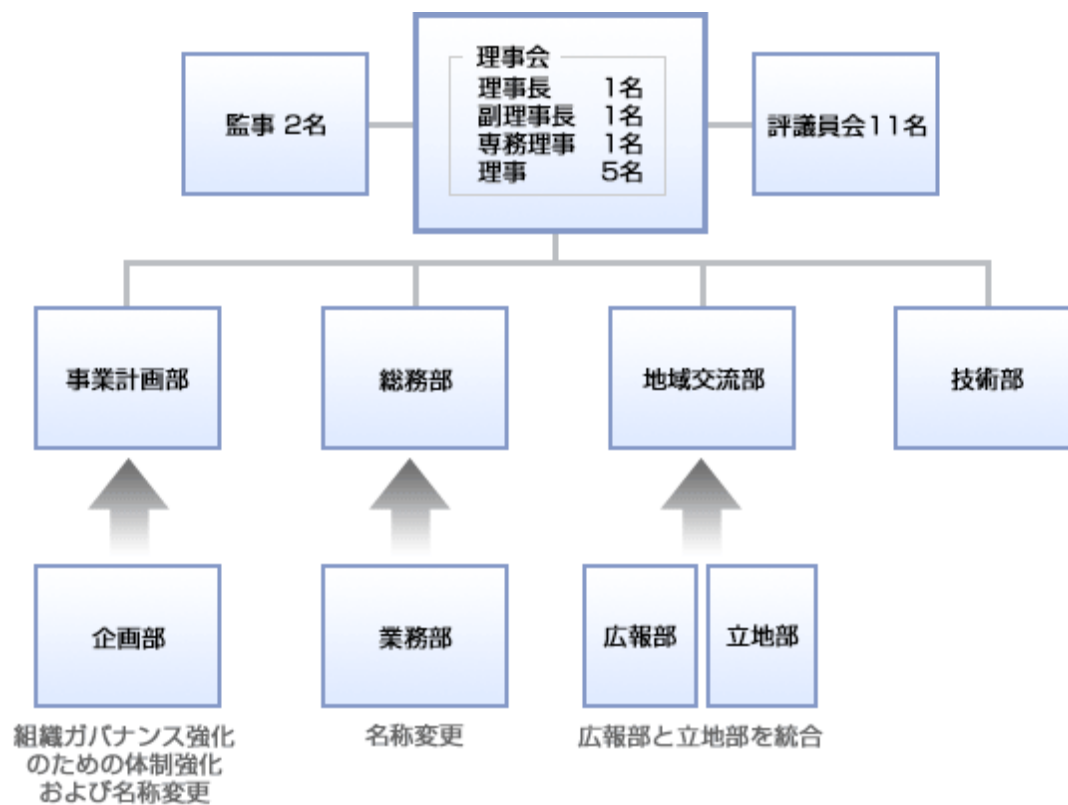 監事 2名
理事会
理事長 1名
副理事長 1名
専務理事 1名
理事 5名
評議員会11名
事業計画部
総務部
地域交流部
技術部
企画部
業務部
広報部
立地部
組織ガバナンス強化
のための体制強化
および名称変更
名称変更
広報部と立地部を統合